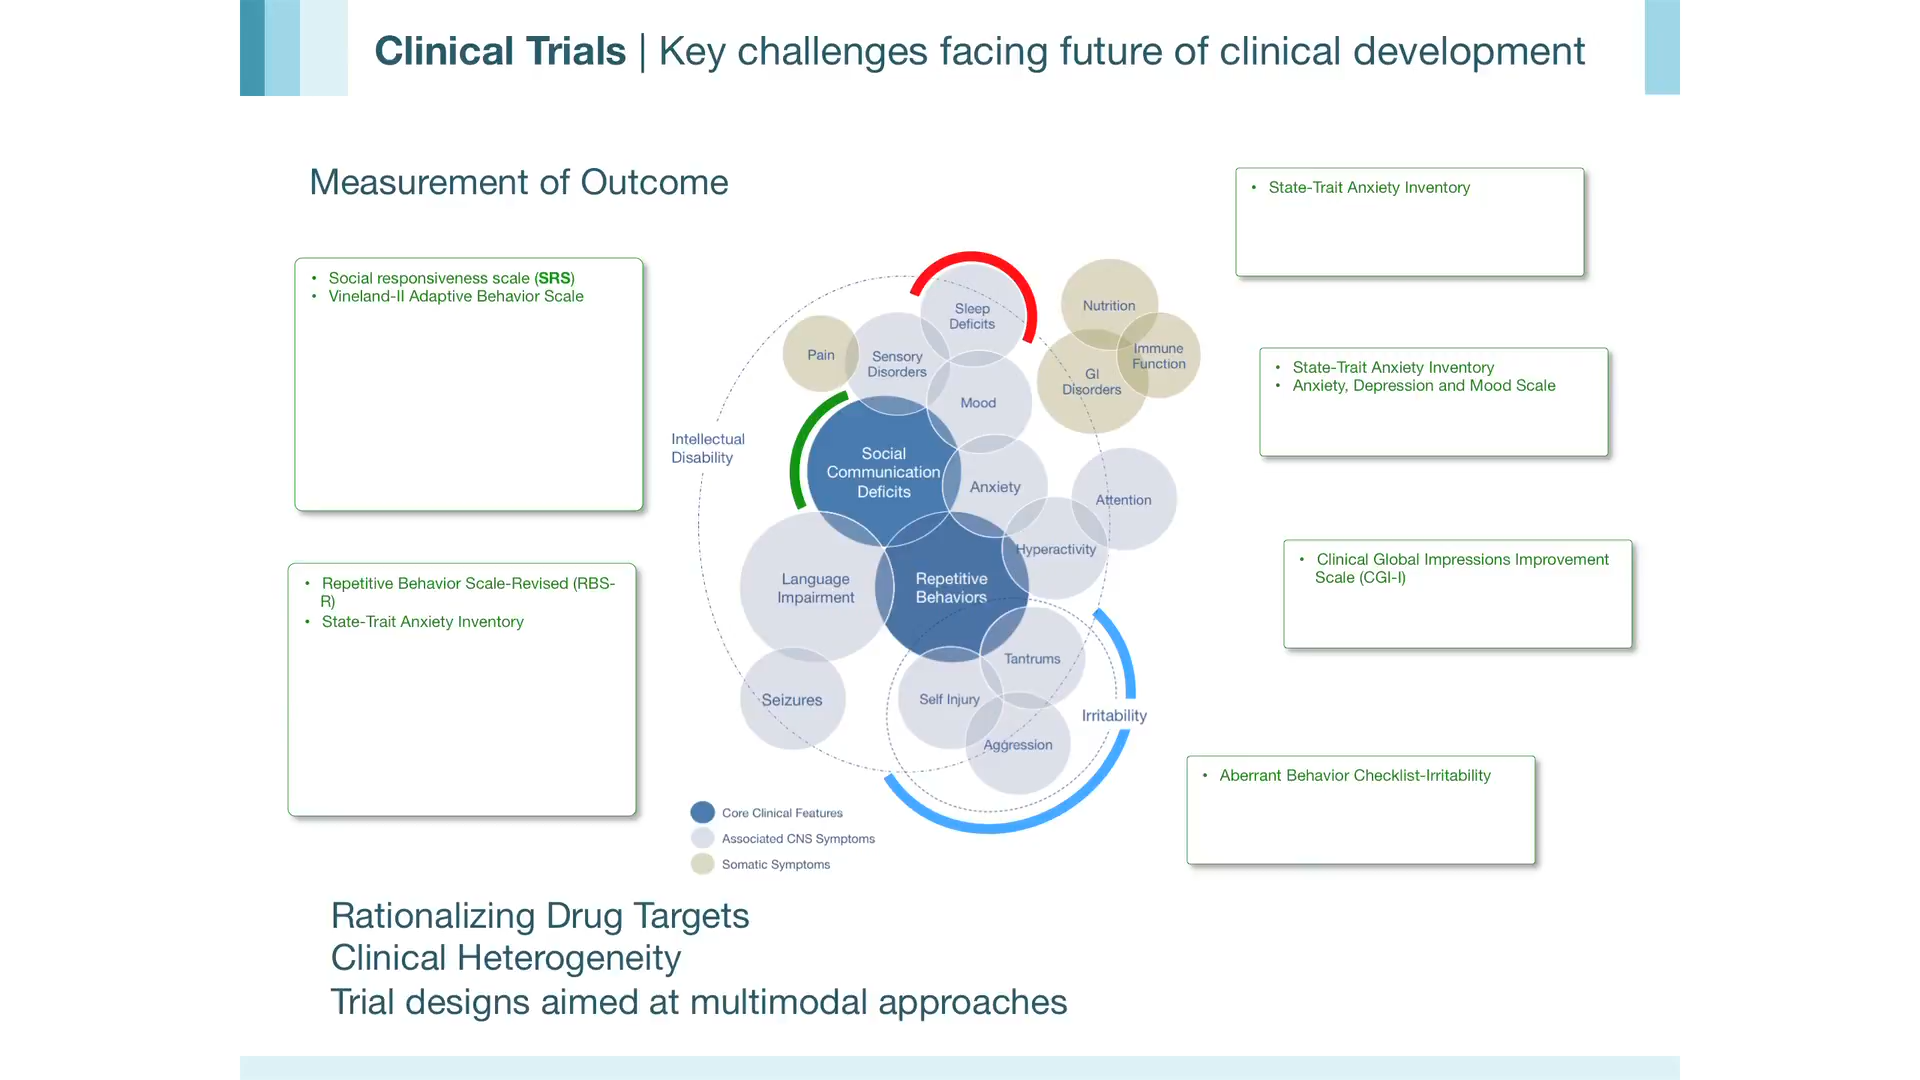 Clinical Trials | Key challenges facing future of clinical development
Measurement of Outcome
• Social responsiveness scale (SRS)
• Vineland-II Adaptive Behavior Scale
• Repetitive Behavior Scale-Revised (RBS-
R)
• State-Trait Anxiety Inventory
Sleep
Deficits
Nutrition
Immune
Function
GI
Disorders
Pain
Sensory
Disorders
Mood
Intellectual
Disability
Social
Communication
Deficits
Anxiety
Attention
Hyperactivity
Language
Impairment
Repetitive
Behaviors
Tantrums
Self Injury
Seizures
Irritability
Aggression
Core Clinical Features
Associated CNS Symptoms
Somatic Symptoms
• State-Trait Anxiety Inventory
• State-Trait Anxiety Inventory
• Anxiety, Depression and Mood Scale
• Clinical Global Impressions Improvement
Scale (CGI-I)
• Aberrant Behavior Checklist-Irritability
Rationalizing Drug Targets
Clinical Heterogeneity
Trial designs aimed at multimodal approaches